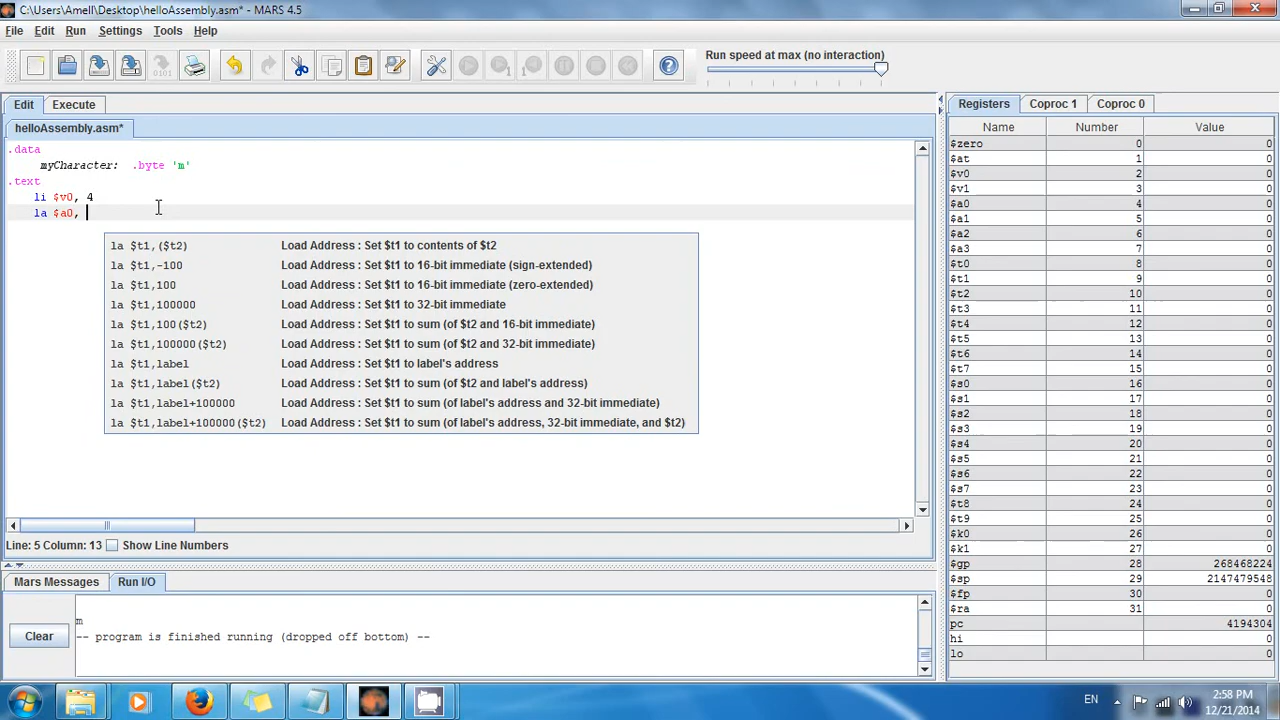 C:\Users\Amell\Desktop\helloAssembly.asm* - MARS 4.5
File Edit Run Settings Tools Help
Run speed at max (no interaction)
Edit Execute
helloAssembly.asm*
.data
myCharacter: .byte 'm'
.text
li $v0, 4
la $a0,
la $t1,($t2) Load Address : Set $t1 to contents of $t2
la $t1,-100 Load Address : Set $t1 to 16-bit immediate (sign-extended)
la $t1,100 Load Address : Set $t1 to 16-bit immediate (zero-extended)
la $t1,100000 Load Address : Set $t1 to 32-bit immediate
la $t1,100($t2) Load Address : Set $t1 to sum (of $t2 and 16-bit immediate)
la $t1,100000($t2) Load Address : Set $t1 to sum (of $t2 and 32-bit immediate)
la $t1,label Load Address : Set $t1 to label's address
la $t1,label($t2) Load Address : Set $t1 to sum (of $t2 and label's address)
la $t1,label+100000 Load Address : Set $t1 to sum (of label's address and 32-bit immediate)
la $t1,label+100000($t2) Load Address : Set $t1 to sum (of label's address, 32-bit immediate, and $t2)
Line: 5 Column: 13 Show Line Numbers
Mars Messages Run I/O
Clear
m
-- program is finished running (dropped off bottom) --
Registers Coproc 1 Coproc 0
Name Number Value
$zero 0 0
$at 1 0
$v0 2 0
$v1 3 0
$a0 4 0
$a1 5 0
$a2 6 0
$a3 7 0
$t0 8 0
$t1 9 0
$t2 10 0
$t3 11 0
$t4 12 0
$t5 13 0
$t6 14 0
$t7 15 0
$s0 16 0
$s1 17 0
$s2 18 0
$s3 19 0
$s4 20 0
$s5 21 0
$s6 22 0
$s7 23 0
$t8 24 0
$t9 25 0
$k0 26 0
$k1 27 0
$gp 28 268468224
$sp 29 2147479548
$fp 30 0
$ra 31 0
pc 4194304
hi 0
lo 0
EN
2:58 PM
12/21/2014